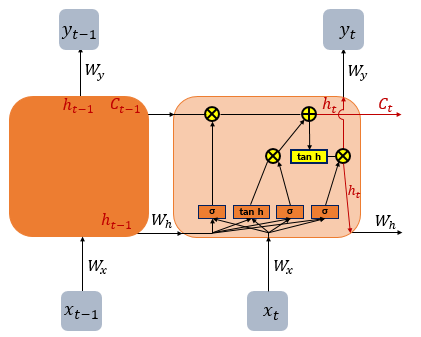 y_{t-1} y_t
W_y W_y
h_{t-1} C_{t-1} h_t C_t
tan h
h_t
σ tan h σ σ
h_{t-1} W_h W_h
W_x W_x
x_{t-1} x_t